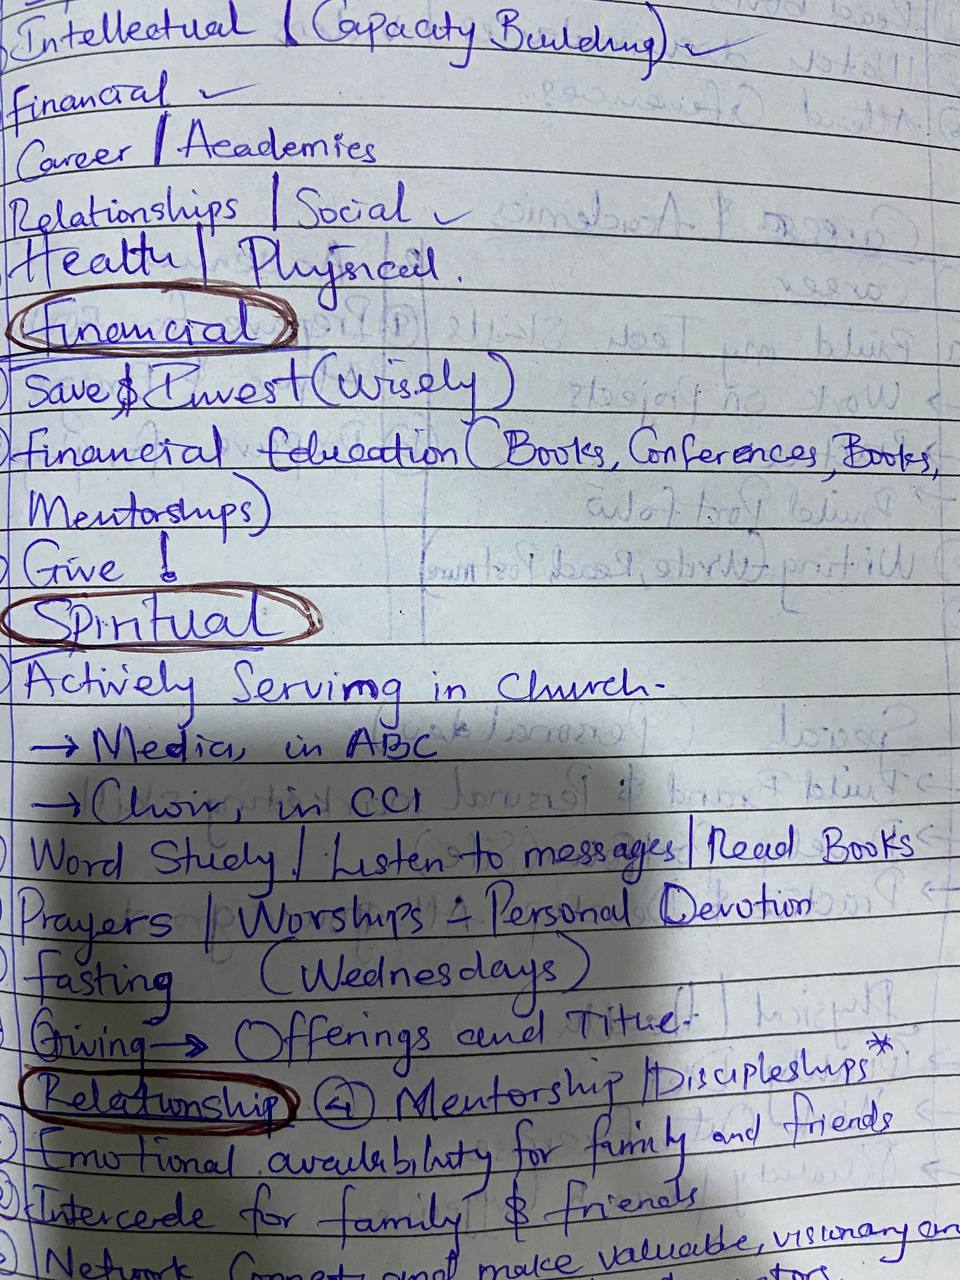 Intellectual / (Capacity Building)
Financial
Career / Academics
Relationships / Social
Health / Physical.
Financial
Save & Invest (Wisely)
Financial Education (Books, Conferences, Books,
Mentorships)
Give !
Spiritual
Actively Serving in Church-
→ Media, in ABC
→ Choir, in CCI
Word Study / Listen to messages / Read Books
Prayers / Worships : Personal Devotion
Fasting (Wednesdays)
Giving → Offerings and Tithe.
Relationship ④ Mentorship / Discipleships*
Emotional availability for family and friends
② Intercede for family & friends
Network Connect and make valuable, visionary